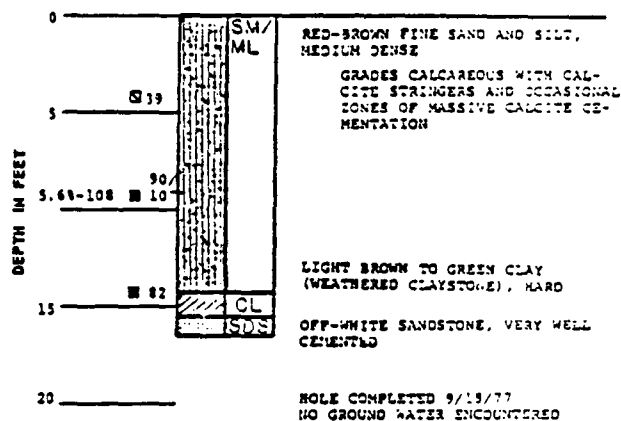 0
SM/
ML
RED-BROWN FINE SAND AND SILT,
MEDIUM DENSE
GRADES CALCAREOUS WITH CAL-
CITE STRINGERS AND OCCASIONAL
ZONES OF MASSIVE CALCITE CE-
MENTATION
39
5
DEPTH IN FEET
90/
5.6%-108
10
LIGHT BROWN TO GREEN CLAY
(WEATHERED CLAYSTONE), HARD
82
15
CL
SDS
OFF-WHITE SANDSTONE, VERY WELL
CEMENTED
20
HOLE COMPLETED
NO GROUND WATER ENCOUNTERED